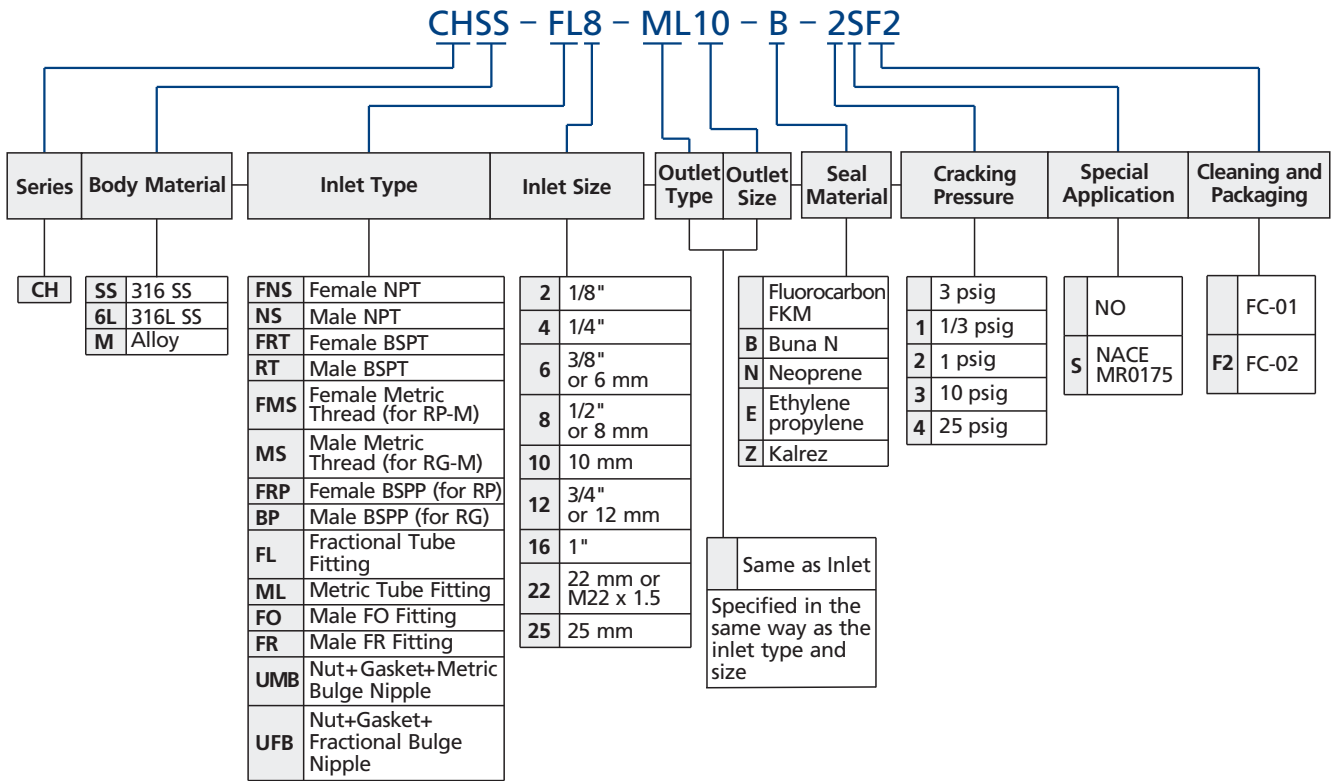 CHSS – FL8 – ML10 – B – 2SF2
Series
Body Material
Inlet Type
Inlet Size
Outlet
Type
Outlet
Size
Seal
Material
Cracking
Pressure
Special
Application
Cleaning and
Packaging
CH
SS 316 SS
6L 316L SS
M Alloy
FNS Female NPT
NS Male NPT
FRT Female BSPT
RT Male BSPT
FMS Female Metric
Thread (for RP-M)
MS Male Metric
Thread (for RG-M)
FRP Female BSPP (for RP)
BP Male BSPP (for RG)
FL Fractional Tube
Fitting
ML Metric Tube Fitting
FO Male FO Fitting
FR Male FR Fitting
UMB Nut+Gasket+Metric
Bulge Nipple
UFB Nut+Gasket+
Fractional Bulge
Nipple
2 1/8"
4 1/4"
6 3/8"
or 6 mm
8 1/2"
or 8 mm
10 10 mm
12 3/4"
or 12 mm
16 1"
22 22 mm or
M22 x 1.5
25 25 mm
Same as Inlet
Specified in the
same way as the
inlet type and
size
Fluorocarbon
FKM
B Buna N
N Neoprene
E Ethylene
propylene
Z Kalrez
3 psig
1 1/3 psig
2 1 psig
3 10 psig
4 25 psig
NO
S NACE
MR0175
FC-01
F2 FC-02